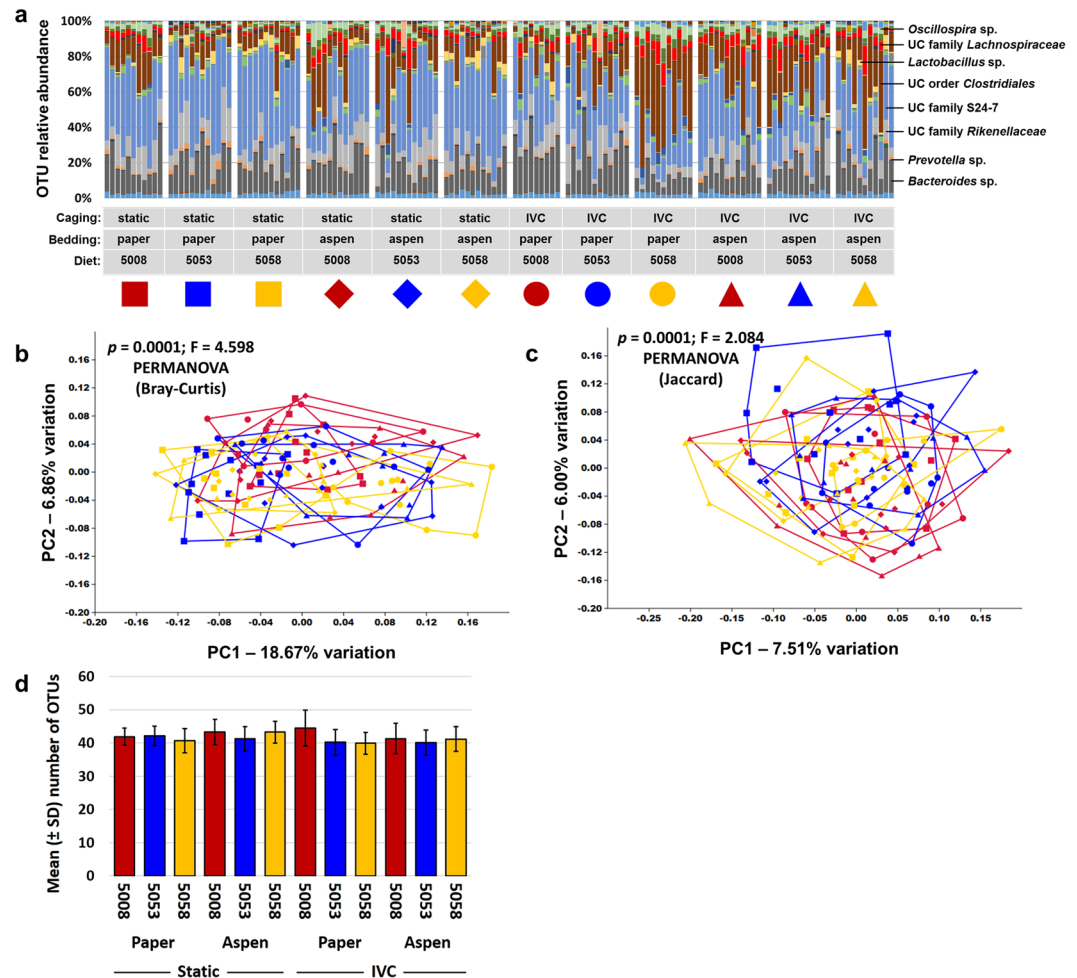 a
OTU relative abundance
100%
80%
60%
40%
20%
0%
Oscillospira sp.
UC family Lachnospiraceae
Lactobacillus sp.
UC order Clostridiales
UC family S24-7
UC family Rikenellaceae
Prevotella sp.
Bacteroides sp.
Caging: static static static static static static IVC IVC IVC IVC IVC IVC
Bedding: paper paper paper aspen aspen aspen paper paper paper aspen aspen aspen
Diet: 5008 5053 5058 5008 5053 5058 5008 5053 5058 5008 5053 5058
b
p = 0.0001; F = 4.598
PERMANOVA
(Bray-Curtis)
PC2 – 6.86% variation
0.20
0.16
0.12
0.08
0.04
0.00
-0.04
-0.08
-0.12
-0.16
-0.20
-0.20 -0.16 -0.12 -0.08 -0.04 0.00 0.04 0.08 0.12 0.16
PC1 – 18.67% variation
c
p = 0.0001; F = 2.084
PERMANOVA
(Jaccard)
PC2 – 6.00% variation
0.16
0.12
0.08
0.04
0.00
-0.04
-0.08
-0.12
-0.16
-0.20
-0.25 -0.20 -0.15 -0.10 -0.05 0.00 0.05 0.10 0.15
PC1 – 7.51% variation
d
Mean (± SD) number of OTUs
60
50
40
30
20
10
0
5008 5053 5058 5008 5053 5058 5008 5053 5058 5008 5053 5058
Paper Aspen Paper Aspen
Static IVC